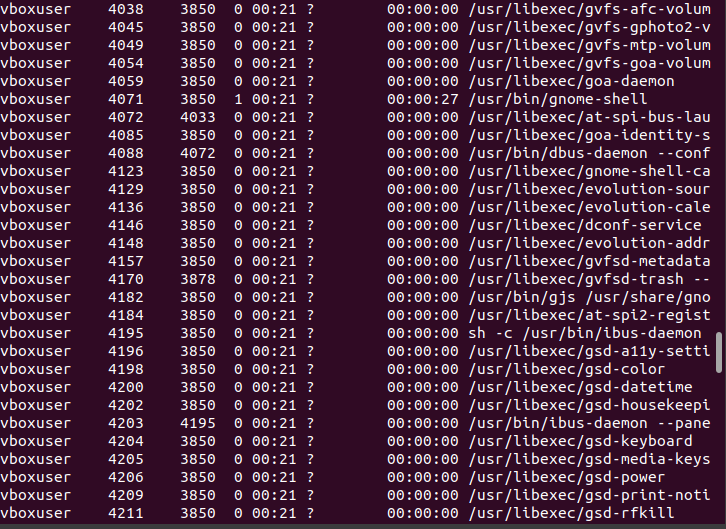 vboxuser 4038 3850 0 00:21 ? 00:00:00 /usr/libexec/gvfs-afc-volum
vboxuser 4045 3850 0 00:21 ? 00:00:00 /usr/libexec/gvfs-gphoto2-v
vboxuser 4049 3850 0 00:21 ? 00:00:00 /usr/libexec/gvfs-mtp-volum
vboxuser 4054 3850 0 00:21 ? 00:00:00 /usr/libexec/gvfs-goa-volum
vboxuser 4059 3850 0 00:21 ? 00:00:00 /usr/libexec/goa-daemon
vboxuser 4071 3850 1 00:21 ? 00:00:27 /usr/bin/gnome-shell
vboxuser 4072 4033 0 00:21 ? 00:00:00 /usr/libexec/at-spi-bus-lau
vboxuser 4085 3850 0 00:21 ? 00:00:00 /usr/libexec/goa-identity-s
vboxuser 4088 4072 0 00:21 ? 00:00:00 /usr/bin/dbus-daemon --conf
vboxuser 4123 3850 0 00:21 ? 00:00:00 /usr/libexec/gnome-shell-ca
vboxuser 4129 3850 0 00:21 ? 00:00:00 /usr/libexec/evolution-sour
vboxuser 4136 3850 0 00:21 ? 00:00:00 /usr/libexec/evolution-cale
vboxuser 4146 3850 0 00:21 ? 00:00:00 /usr/libexec/dconf-service
vboxuser 4148 3850 0 00:21 ? 00:00:00 /usr/libexec/evolution-addr
vboxuser 4157 3850 0 00:21 ? 00:00:00 /usr/libexec/gvfsd-metadata
vboxuser 4170 3878 0 00:21 ? 00:00:00 /usr/libexec/gvfsd-trash --
vboxuser 4182 3850 0 00:21 ? 00:00:00 /usr/bin/gjs /usr/share/gno
vboxuser 4184 3850 0 00:21 ? 00:00:00 /usr/libexec/at-spi2-regist
vboxuser 4195 3850 0 00:21 ? 00:00:00 sh -c /usr/bin/ibus-daemon
vboxuser 4196 3850 0 00:21 ? 00:00:00 /usr/libexec/gsd-a11y-setti
vboxuser 4198 3850 0 00:21 ? 00:00:00 /usr/libexec/gsd-color
vboxuser 4200 3850 0 00:21 ? 00:00:00 /usr/libexec/gsd-datetime
vboxuser 4202 3850 0 00:21 ? 00:00:00 /usr/libexec/gsd-housekeepi
vboxuser 4203 4195 0 00:21 ? 00:00:00 /usr/bin/ibus-daemon --pane
vboxuser 4204 3850 0 00:21 ? 00:00:00 /usr/libexec/gsd-keyboard
vboxuser 4205 3850 0 00:21 ? 00:00:00 /usr/libexec/gsd-media-keys
vboxuser 4206 3850 0 00:21 ? 00:00:00 /usr/libexec/gsd-power
vboxuser 4209 3850 0 00:21 ? 00:00:00 /usr/libexec/gsd-print-noti
vboxuser 4211 3850 0 00:21 ? 00:00:00 /usr/libexec/gsd-rfkill